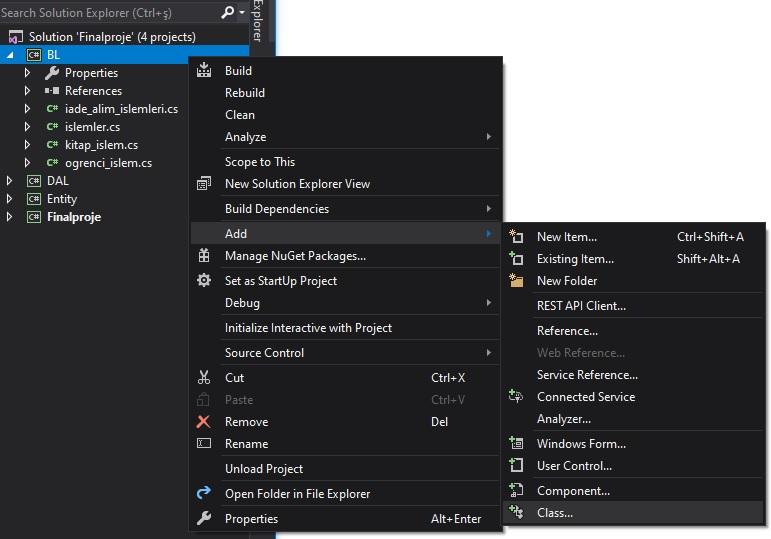 Search Solution Explorer (Ctrl+ş)
Explorer
Solution 'Finalproje' (4 projects)
C# BL
Properties
References
C# iade_alim_islemleri.cs
C# islemler.cs
C# kitap_islem.cs
C# ogrenci_islem.cs
C# DAL
C# Entity
C# Finalproje
Build
Rebuild
Clean
Analyze
Scope to This
New Solution Explorer View
Build Dependencies
Add
Manage NuGet Packages...
Set as StartUp Project
Debug
Initialize Interactive with Project
Source Control
Cut Ctrl+X
Paste Ctrl+V
Remove Del
Rename
Unload Project
Open Folder in File Explorer
Properties Alt+Enter
New Item... Ctrl+Shift+A
Existing Item... Shift+Alt+A
New Folder
REST API Client...
Reference...
Web Reference...
Service Reference...
Connected Service
Analyzer...
Windows Form...
User Control...
Component...
Class...